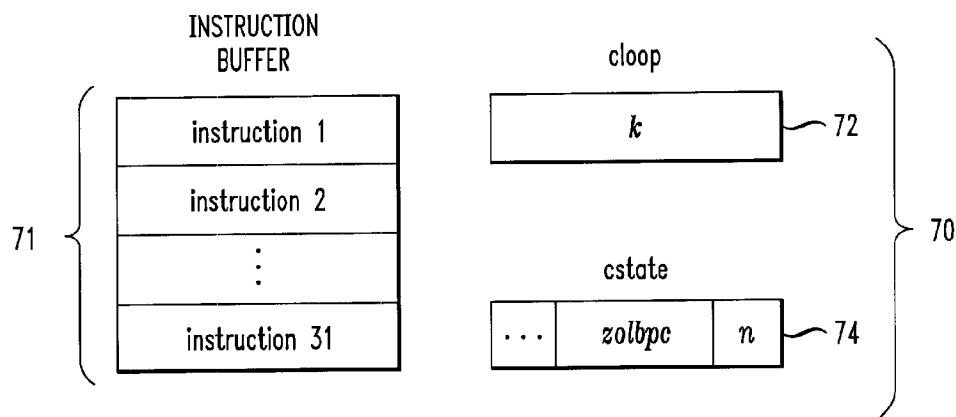 INSTRUCTION
BUFFER
instruction 1
instruction 2
⋮
instruction 31
71
cloop
k
72
cstate
... zolbpc n
74
70